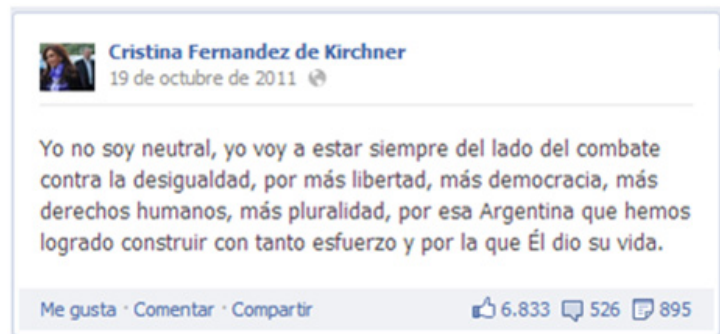 Cristina Fernandez de Kirchner
19 de octubre de 2011
Yo no soy neutral, yo voy a estar siempre del lado del combate
contra la desigualdad, por más libertad, más democracia, más
derechos humanos, más pluralidad, por esa Argentina que hemos
logrado construir con tanto esfuerzo y por la que Él dio su vida.
Me gusta · Comentar · Compartir 6.833 526 895